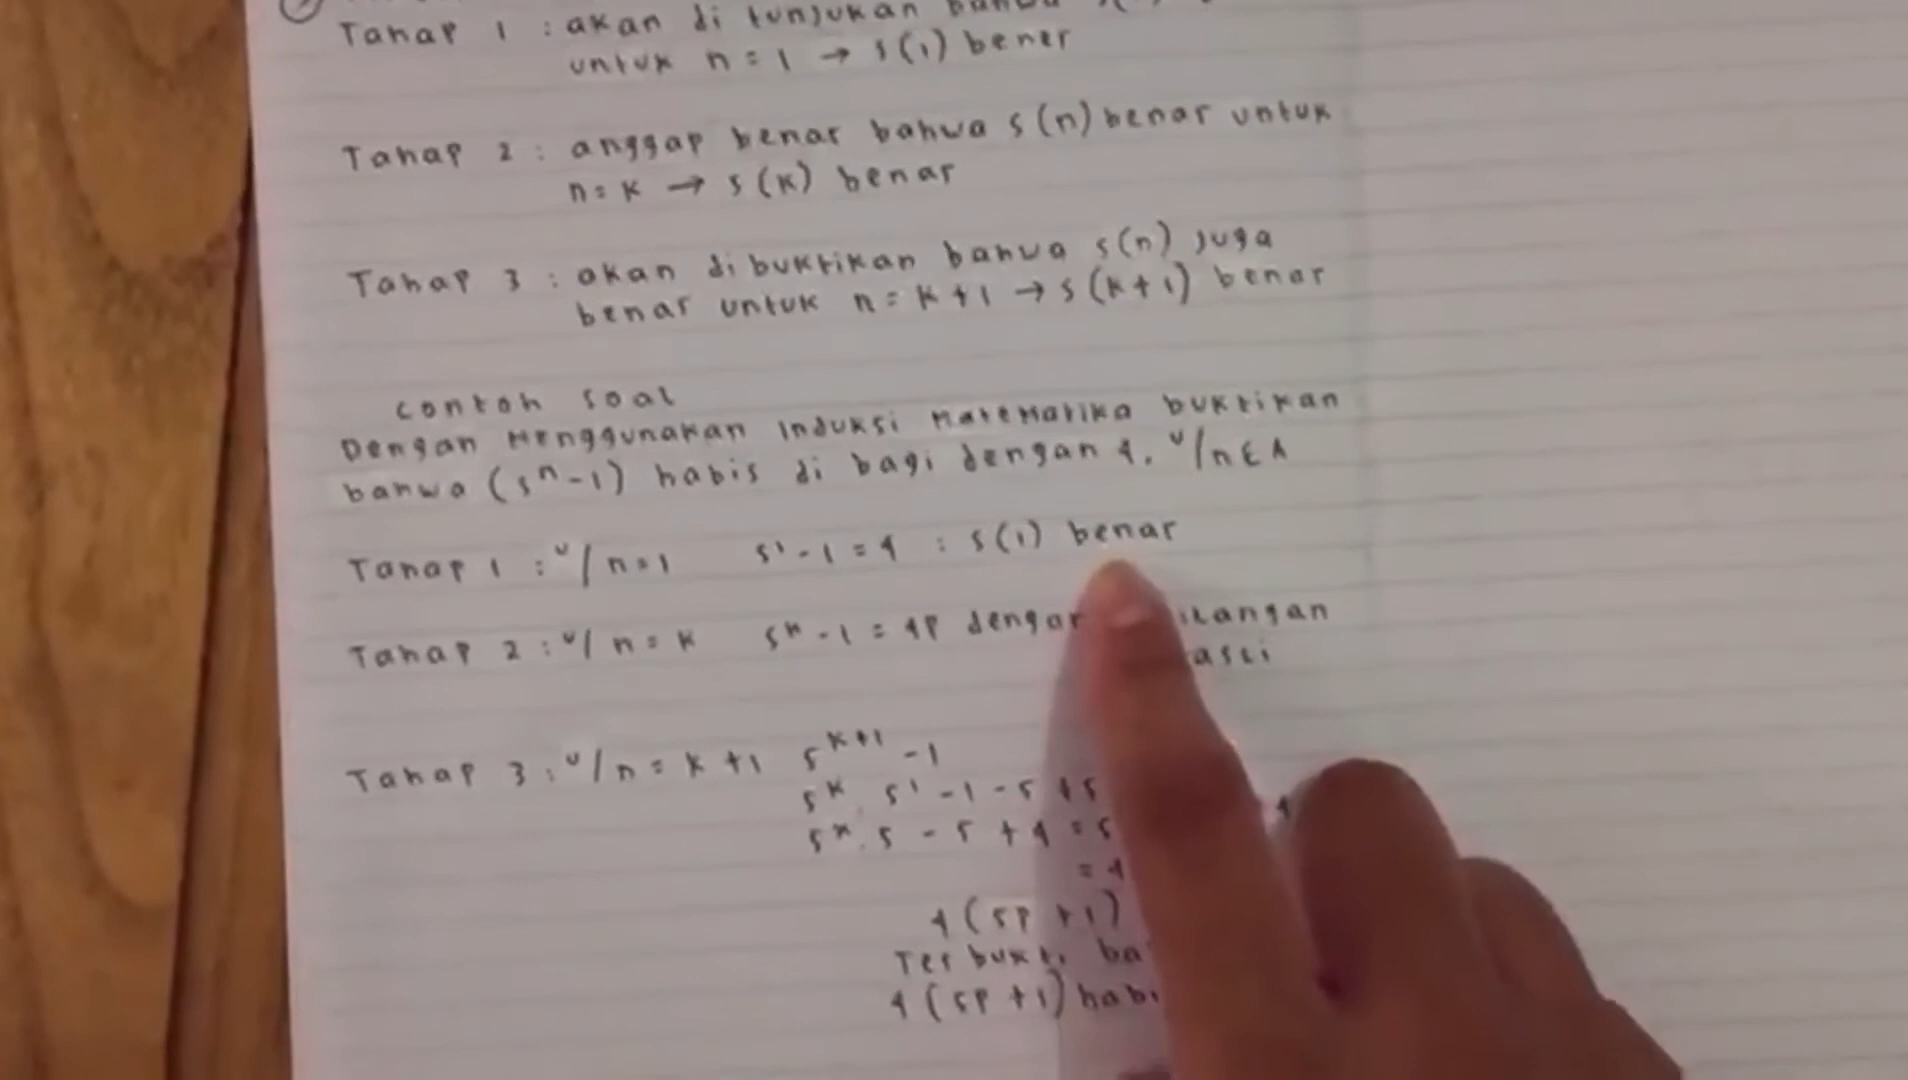 Tahap 1 : akan di tunjukan bahwa
untuk n = 1 → s(1) bener
Tahap 2 : anggap benar bahwa s(n) benar untuk
n = k → s(k) benar
Tahap 3 : akan dibuktikan bahwa s(n) juga
benar untuk n = k + 1 → s(k+1) benar
contoh soal
Dengan Menggunakan Induksi Matematika buktikan
bahwa (5ⁿ-1) habis di bagi dengan 4, u/n ∈ A
Tahap 1 : u/n=1 5¹-1 = 4 : s(1) benar
Tahap 2 : u/n = k 5ᵏ-1 = 4p
Tahap 3 : u/n = k+1 5ᵏ⁺¹ -1
5ᵏ. 5¹ -1 -5 +5
5ᵏ. 5 - 5 + 4 = 5
= 4
4 (5p + 1)
Terbukti
4 (5p + 1)